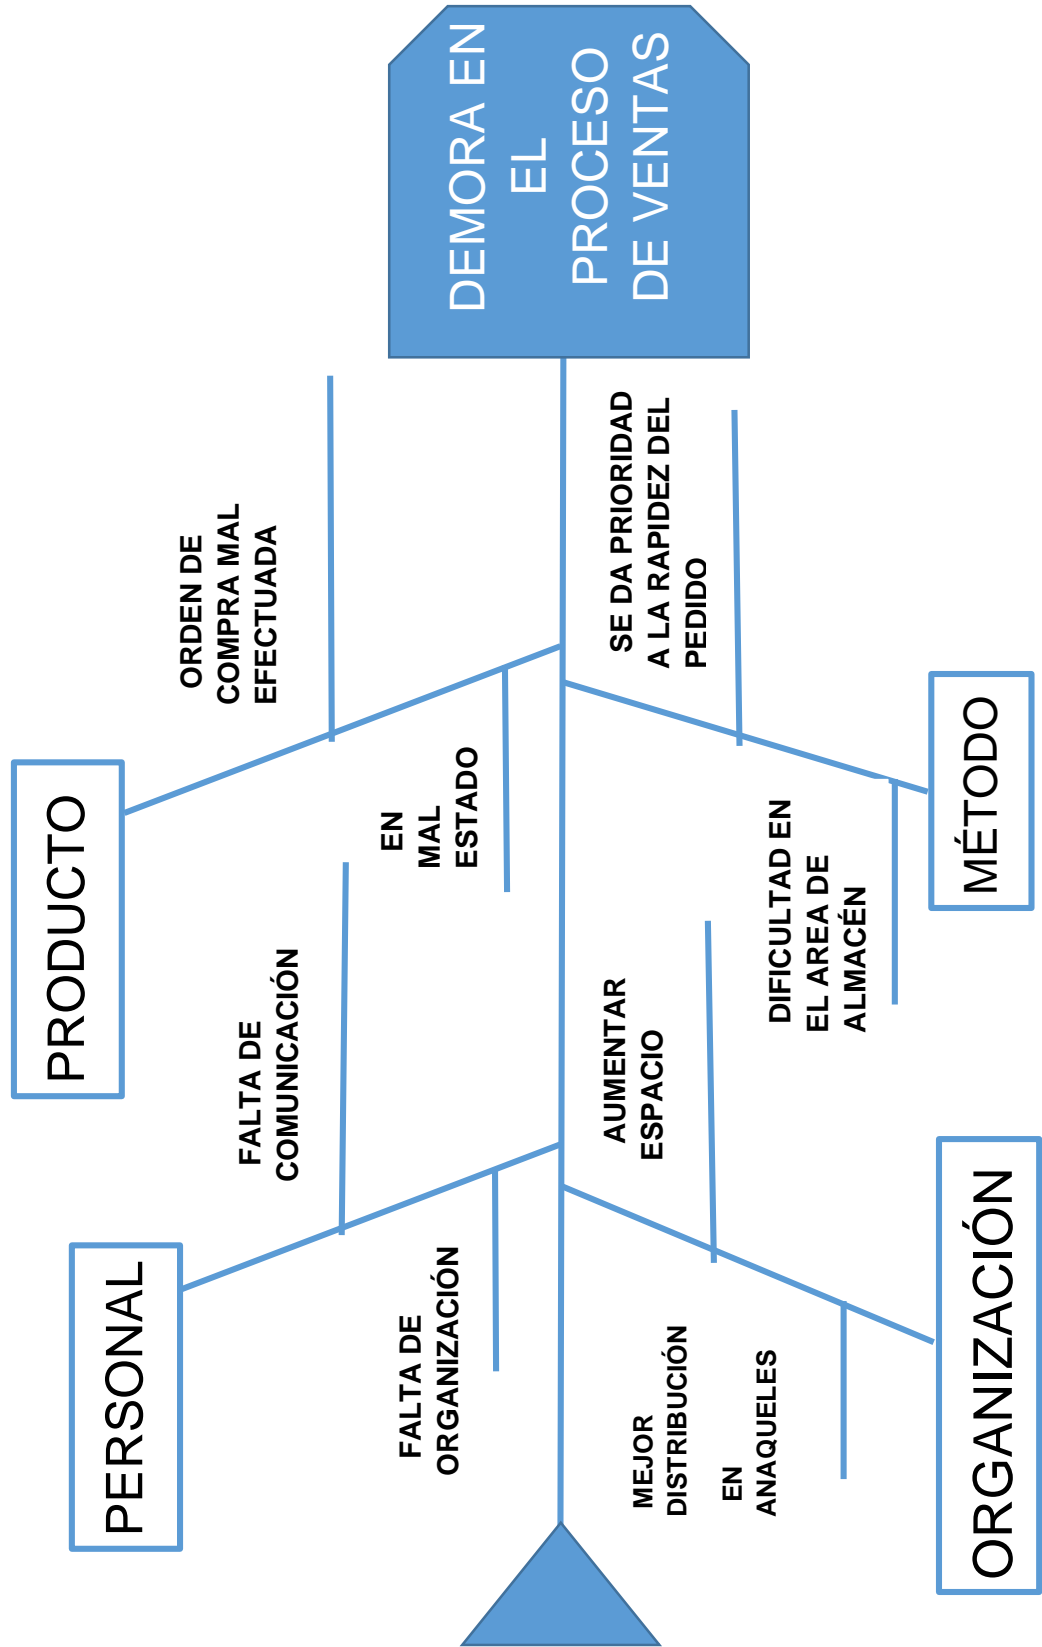 PERSONAL
PRODUCTO
FALTA DE
COMUNICACIÓN
ORDEN DE
COMPRA MAL
EFECTUADA
FALTA DE
ORGANIZACIÓN
EN
MAL
ESTADO
DEMORA EN
EL
PROCESO
DE VENTAS
MEJOR
DISTRIBUCIÓN
EN
ANAQUELES
AUMENTAR
ESPACIO
SE DA PRIORIDAD
A LA RAPIDEZ DEL
PEDIDO
DIFICULTAD EN
EL AREA DE
ALMACÉN
ORGANIZACIÓN
MÉTODO